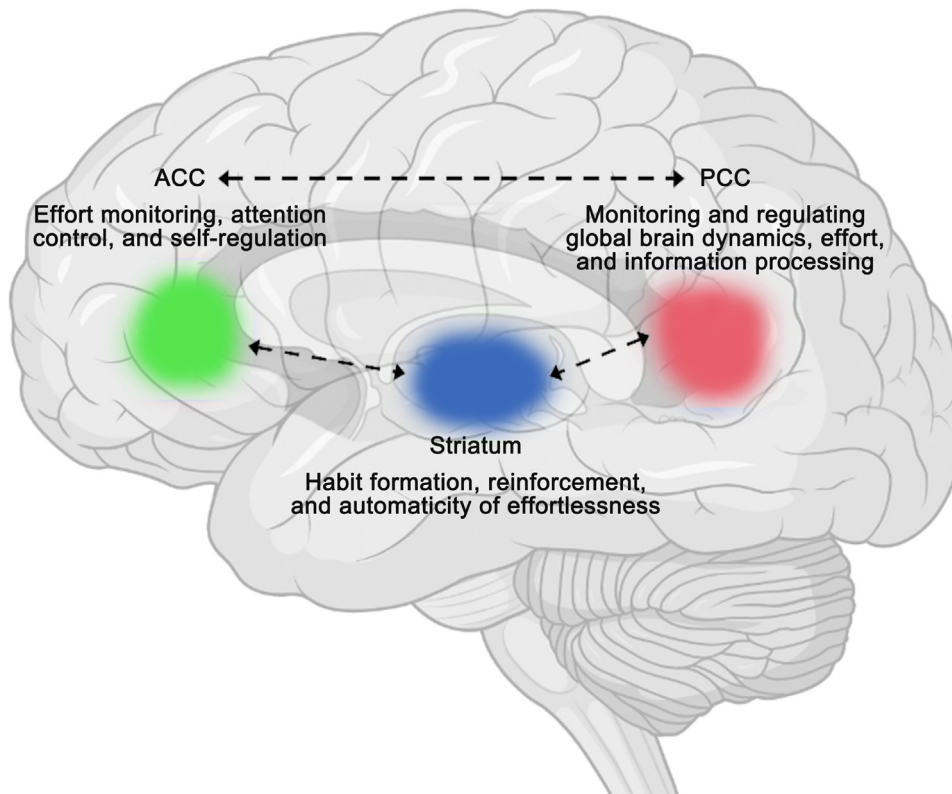 ACC
PCC
Effort monitoring, attention
control, and self-regulation
Monitoring and regulating
global brain dynamics, effort,
and information processing
Striatum
Habit formation, reinforcement,
and automaticity of effortlessness